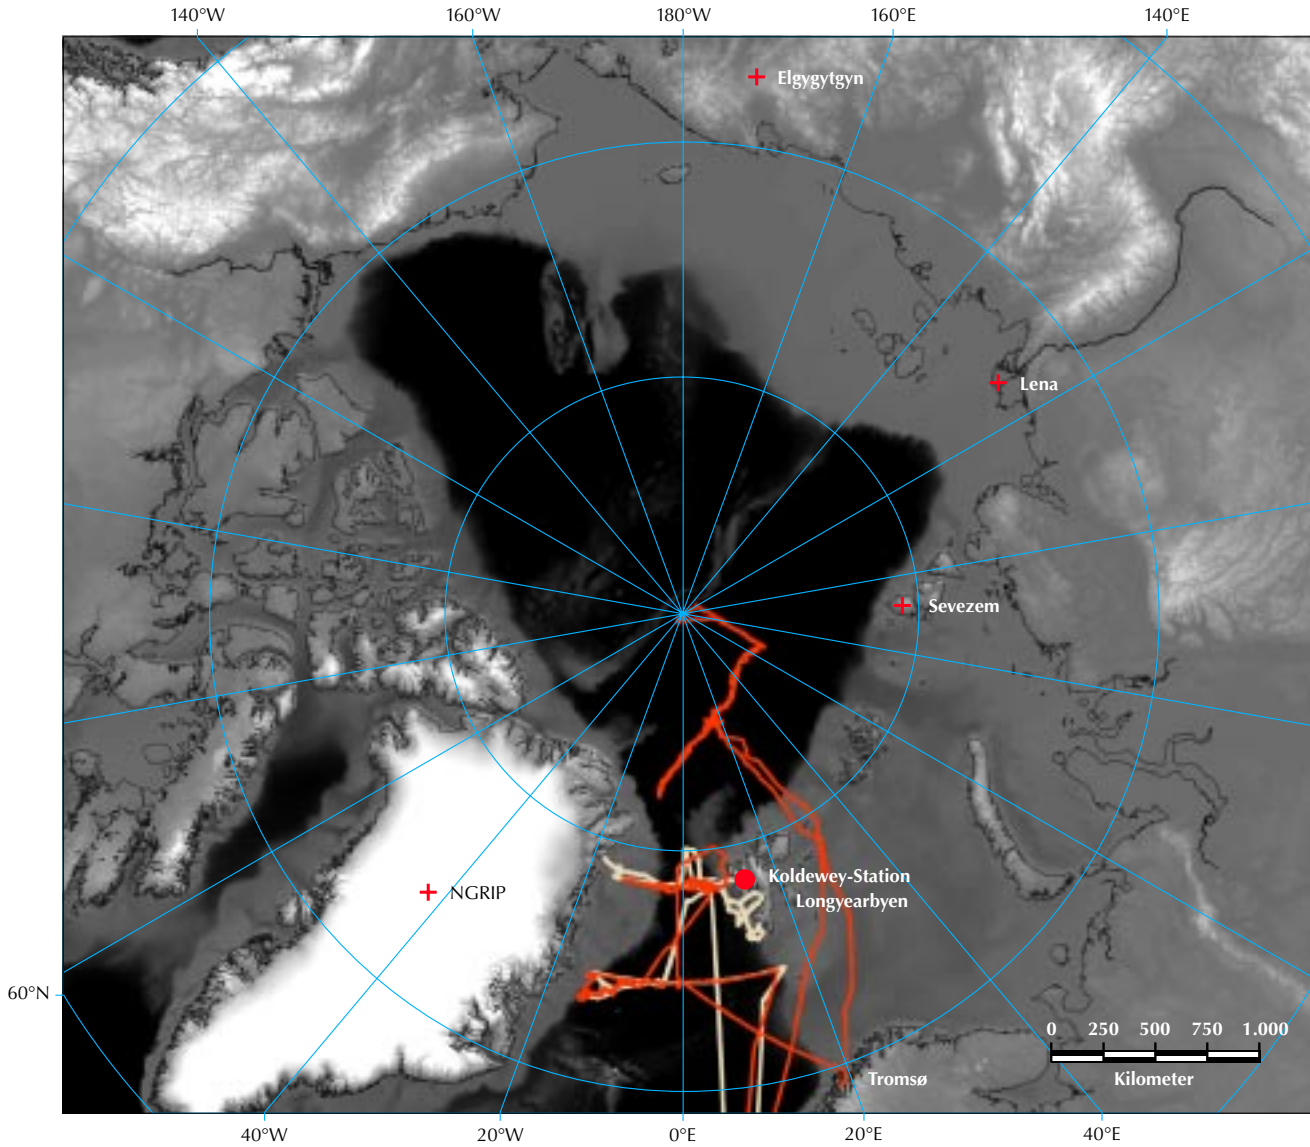 140°W 160°W 180°W 160°E 140°E
Elgygytgyn
Lena
Sevezem
Koldewey-Station
Longyearbyen
NGRIP
60°N
0 250 500 750 1.000
Kilometer
Tromsø
40°W 20°W 0°E 20°E 40°E